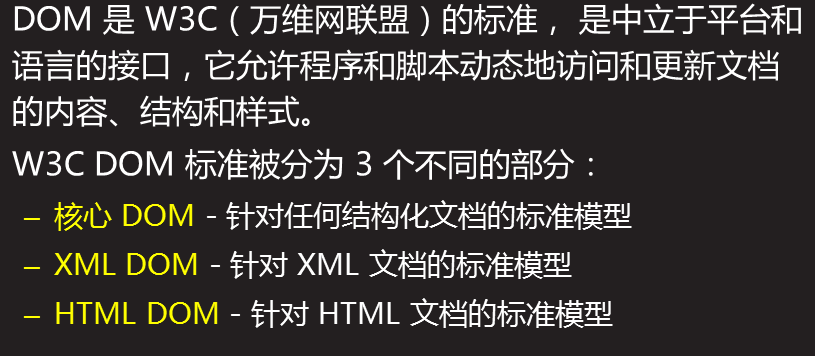 DOM 是 W3C（万维网联盟）的标准， 是中立于平台和
语言的接口，它允许程序和脚本动态地访问和更新文档
的内容、结构和样式。
W3C DOM 标准被分为 3 个不同的部分：
– 核心 DOM - 针对任何结构化文档的标准模型
– XML DOM - 针对 XML 文档的标准模型
– HTML DOM - 针对 HTML 文档的标准模型